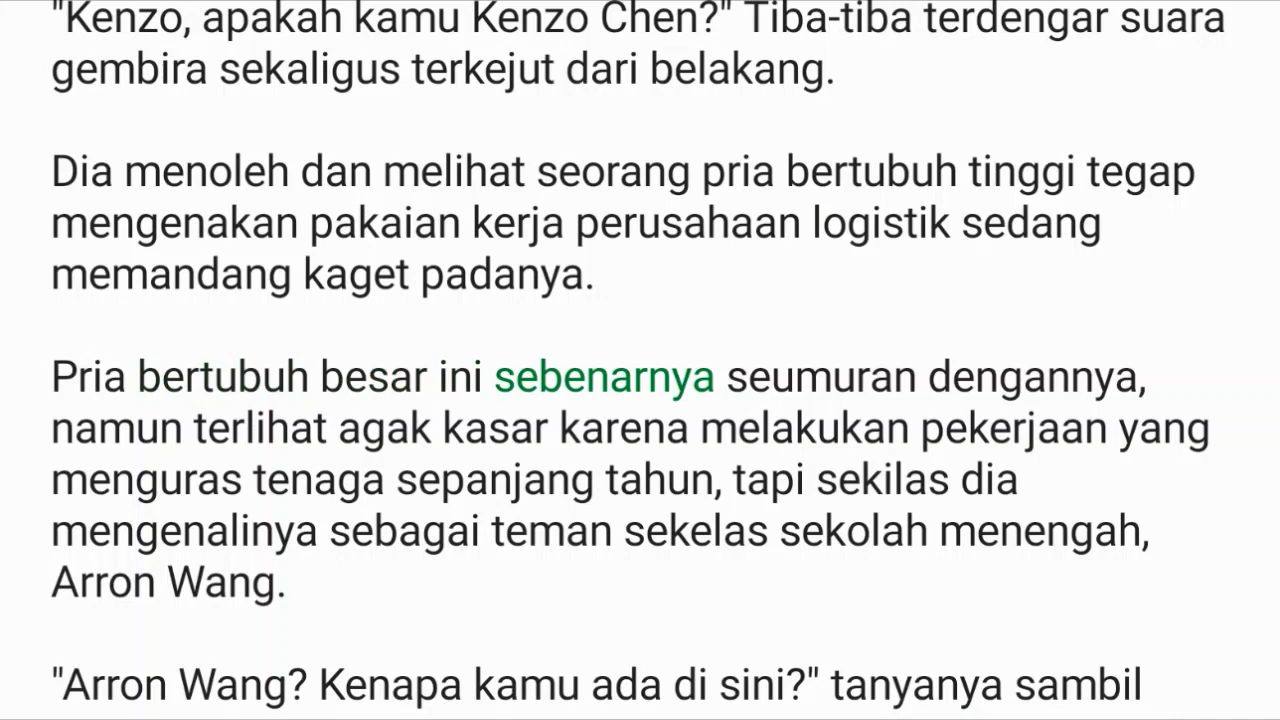 "Kenzo, apakah kamu Kenzo Chen?" Tiba-tiba terdengar suara
gembira sekaligus terkejut dari belakang.
Dia menoleh dan melihat seorang pria bertubuh tinggi tegap
mengenakan pakaian kerja perusahaan logistik sedang
memandang kaget padanya.
Pria bertubuh besar ini sebenarnya seumuran dengannya,
namun terlihat agak kasar karena melakukan pekerjaan yang
menguras tenaga sepanjang tahun, tapi sekilas dia
mengenalinya sebagai teman sekelas sekolah menengah,
Arron Wang.
"Arron Wang? Kenapa kamu ada di sini?" tanyanya sambil